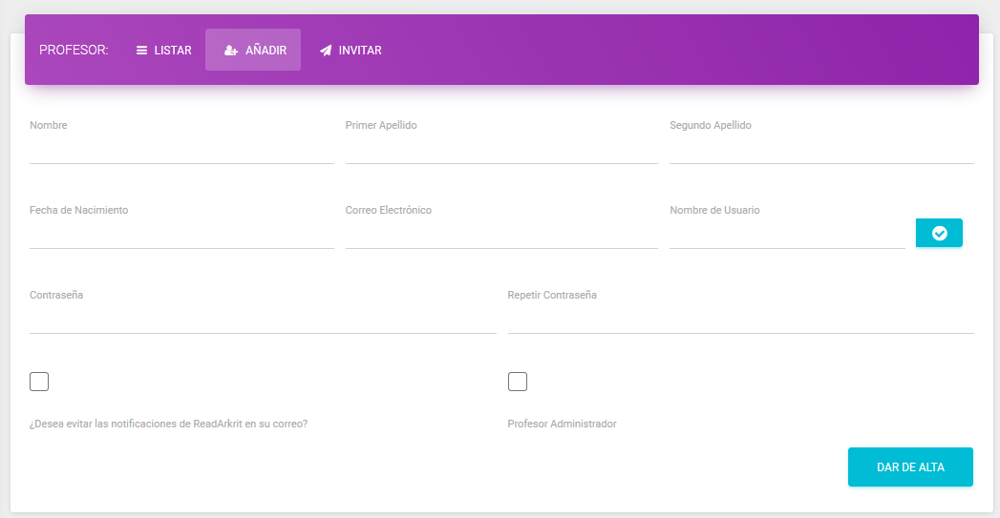 PROFESOR: LISTAR AÑADIR INVITAR
Nombre Primer Apellido Segundo Apellido
Fecha de Nacimiento Correo Electrónico Nombre de Usuario
Contraseña Repetir Contraseña
¿Desea evitar las notificaciones de ReadArkrit en su correo? Profesor Administrador
DAR DE ALTA